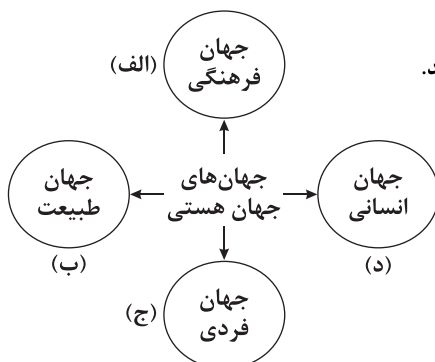 جهان
فرهنگی
(الف)
د.
جهان
انسانی
(د)
جهان‌های
جهان هستی
جهان
طبیعت
(ب)
جهان
فردی
(ج)